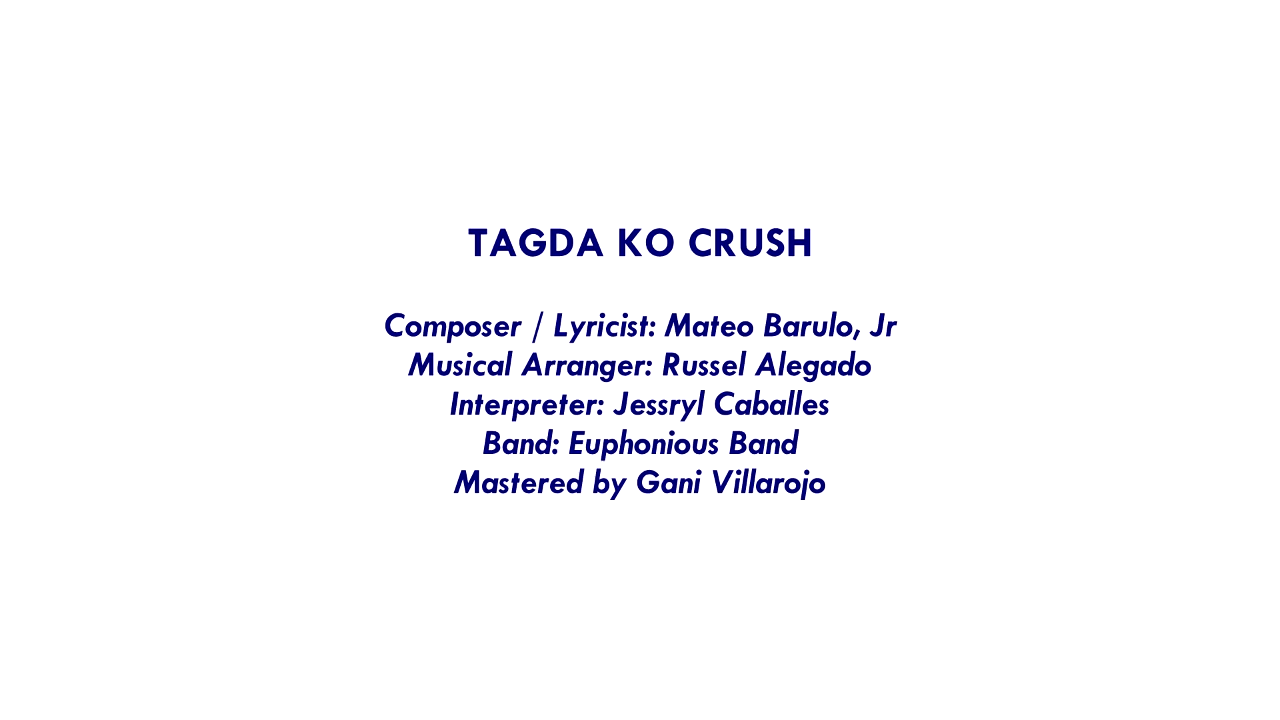 TAGDA KO CRUSH
Composer / Lyricist: Mateo Barulo, Jr
Musical Arranger: Russel Alegado
Interpreter: Jessryl Caballes
Band: Euphonious Band
Mastered by Gani Villarojo